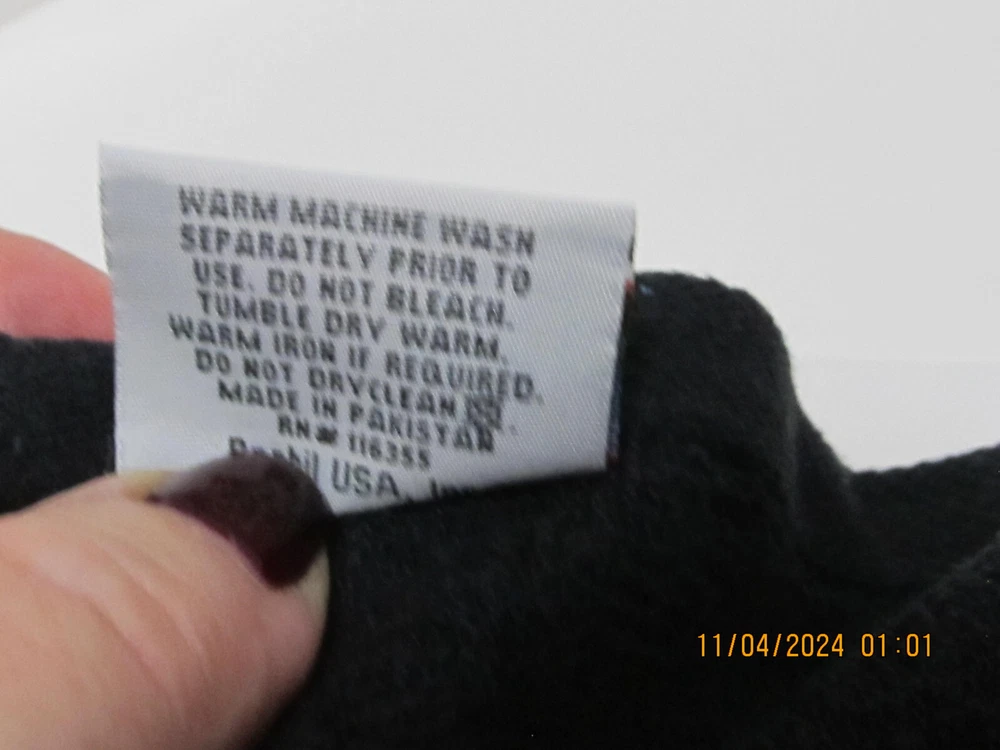 WARM MACHINE WASH
SEPARATELY PRIOR TO
USE. DO NOT BLEACH.
TUMBLE DRY WARM.
WARM IRON IF REQUIRED.
DO NOT DRYCLEAN
MADE IN PAKISTAN
RN# 116355
USA,
11/04/2024 01:01